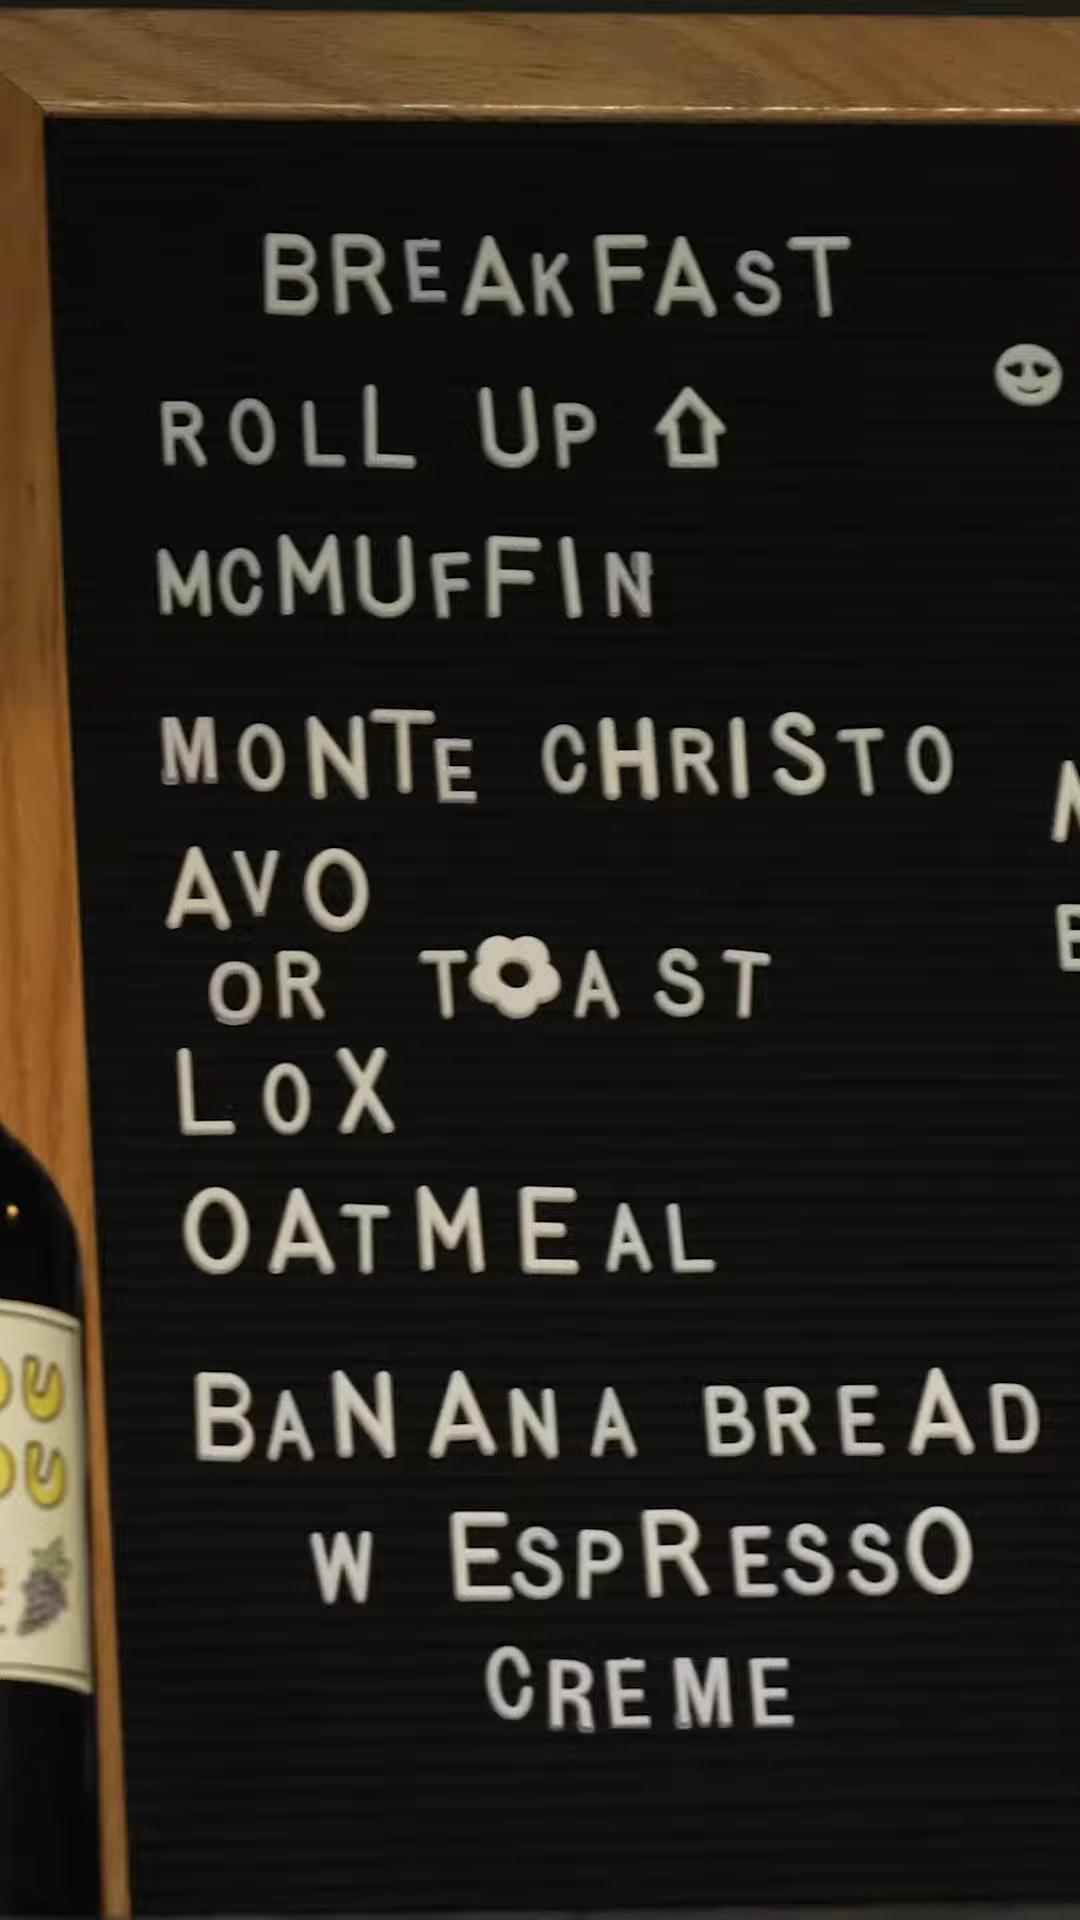 BREAKFAST
ROLL UP
MCMUFFIN
MONTE CHRISTO
AVO
OR TOAST
LOX
OATMEAL
BANANA BREAD
W ESPRESSO
CREME